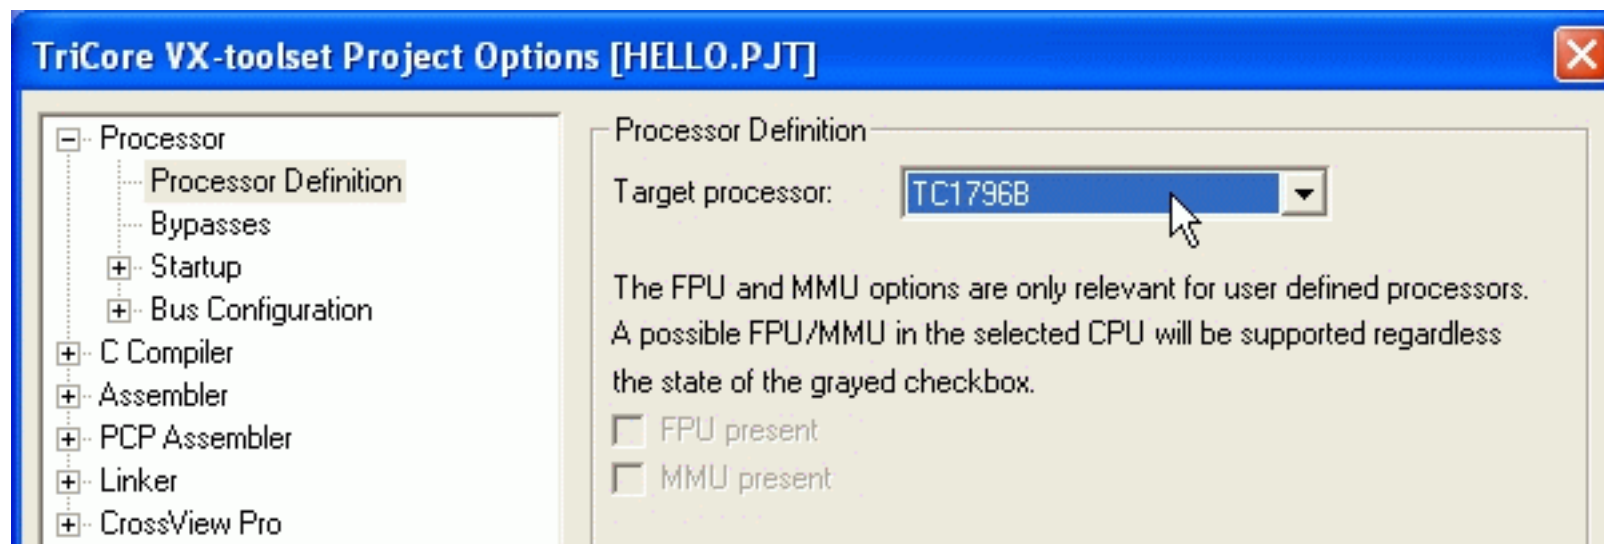 TriCore VX-toolset Project Options [HELLO.PJT]
Processor
Processor Definition
Bypasses
Startup
Bus Configuration
C Compiler
Assembler
PCP Assembler
Linker
CrossView Pro
Processor Definition
Target processor: TC1796B
The FPU and MMU options are only relevant for user defined processors.
A possible FPU/MMU in the selected CPU will be supported regardless
the state of the grayed checkbox.
FPU present
MMU present